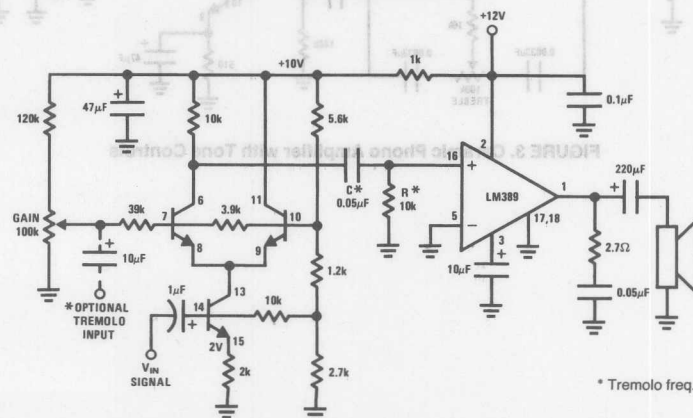 +12V
+10V
1k
120k
47µF
10k
5.6k
0.1µF
FIGURE 3. Ceramic Phono Amplifier with Tone Controls
2
220µF
C*
0.05µF
16
+
LM389
1
R*
10k
6
11
GAIN
100k
39k
7
3.9k
10
5
−
17,18
8
9
3
2.7Ω
10µF
10µF
1.2k
* OPTIONAL
TREMOLO
INPUT
1µF
13
0.05µF
14
10k
2V
15
VIN
SIGNAL
2k
2.7k
* Tremolo freq.